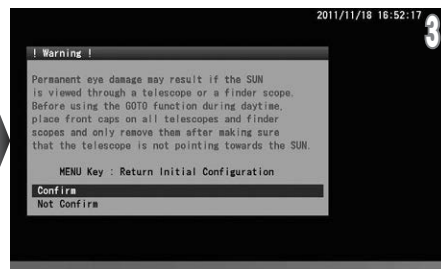 2011/11/18 16:52:17
3
! Warning !
Permanent eye damage may result if the SUN
is viewed through a telescope or a finder scope.
Before using the GOTO function during daytime,
place front caps on all telescopes and finder
scopes and only remove them after making sure
that the telescope is not pointing towards the SUN.
MENU Key : Return Initial Configuration
Confirm
Not Confirm